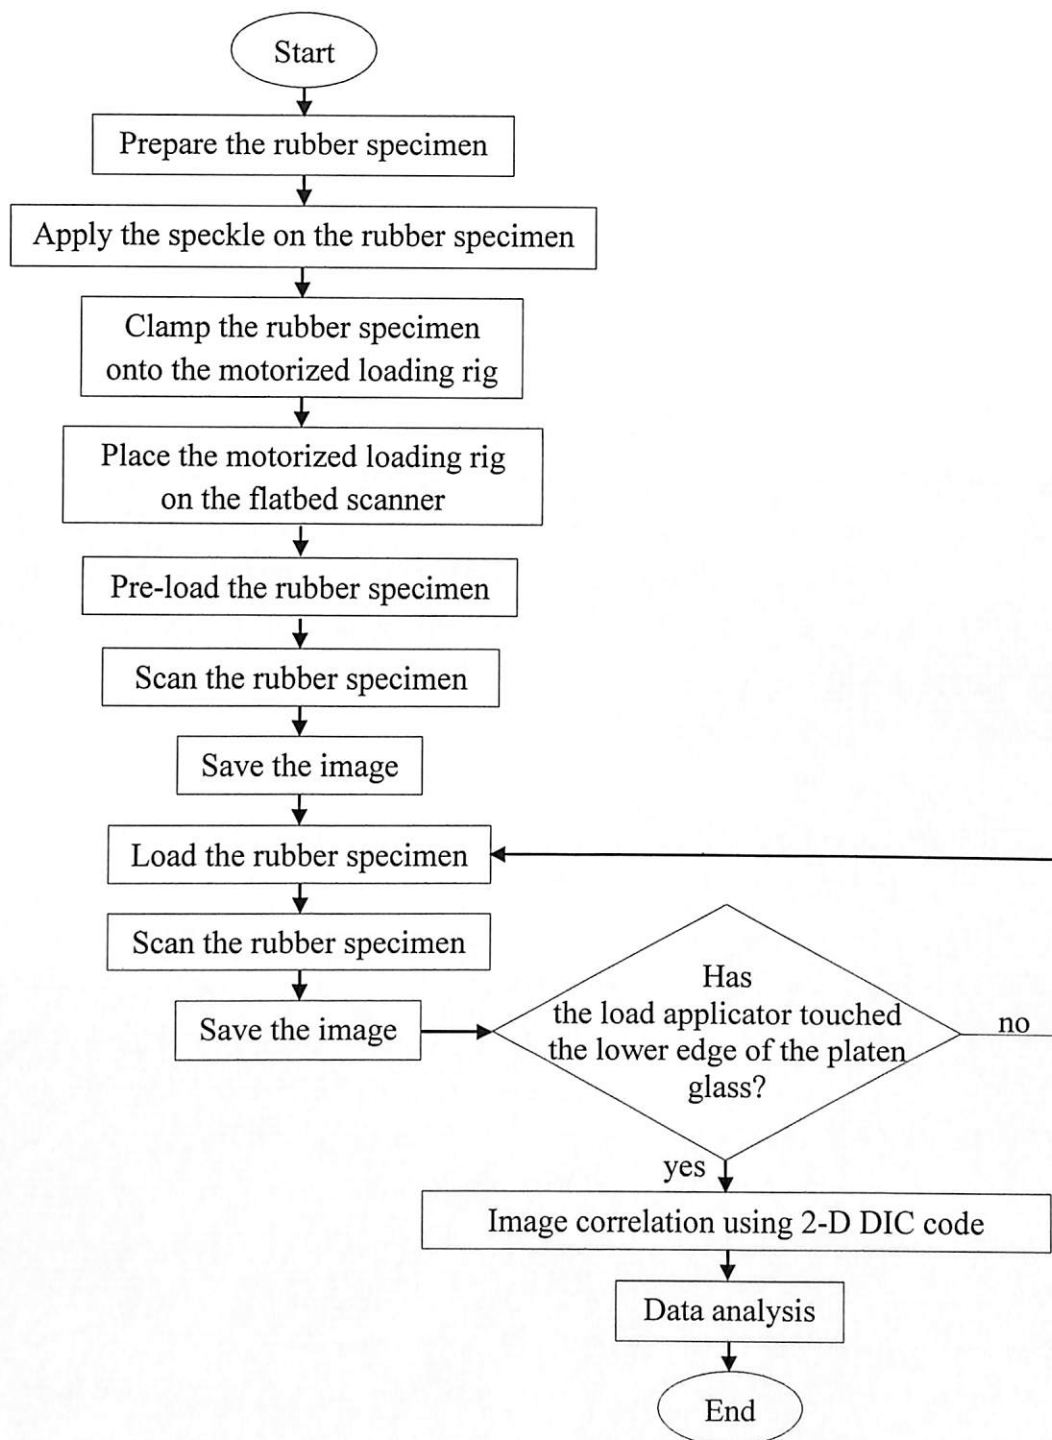 Start
Prepare the rubber specimen
Apply the speckle on the rubber specimen
Clamp the rubber specimen
onto the motorized loading rig
Place the motorized loading rig
on the flatbed scanner
Pre-load the rubber specimen
Scan the rubber specimen
Save the image
Load the rubber specimen
Scan the rubber specimen
Save the image
Has
the load applicator touched
the lower edge of the platen
glass?
no
yes
Image correlation using 2-D DIC code
Data analysis
End